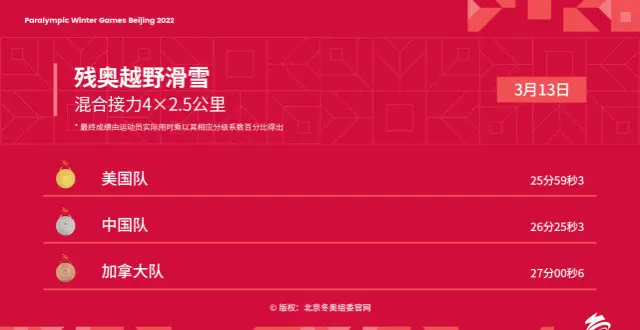 Paralympic Winter Games Beijing 2022
残奥越野滑雪
混合接力4×2.5公里
3月13日
* 最终成绩由运动员实际用时乘以其相应分级系数百分比得出
美国队 25分59秒3
中国队 26分25秒3
加拿大队 27分00秒6
© 版权：北京冬奥组委官网